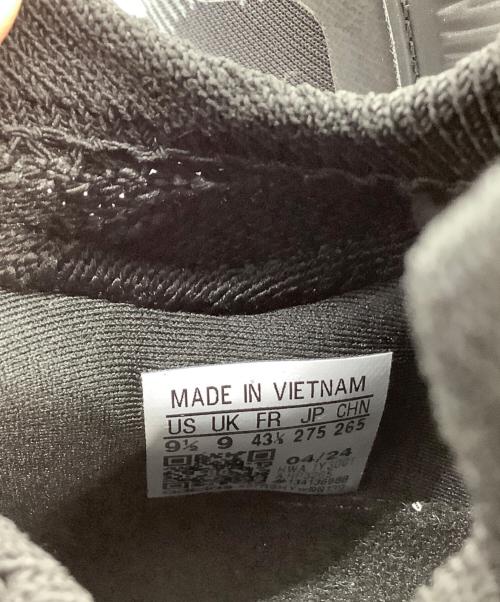 MADE IN VIETNAM
US UK FR JP CHN
9½ 9 43⅓ 275 265
04/24